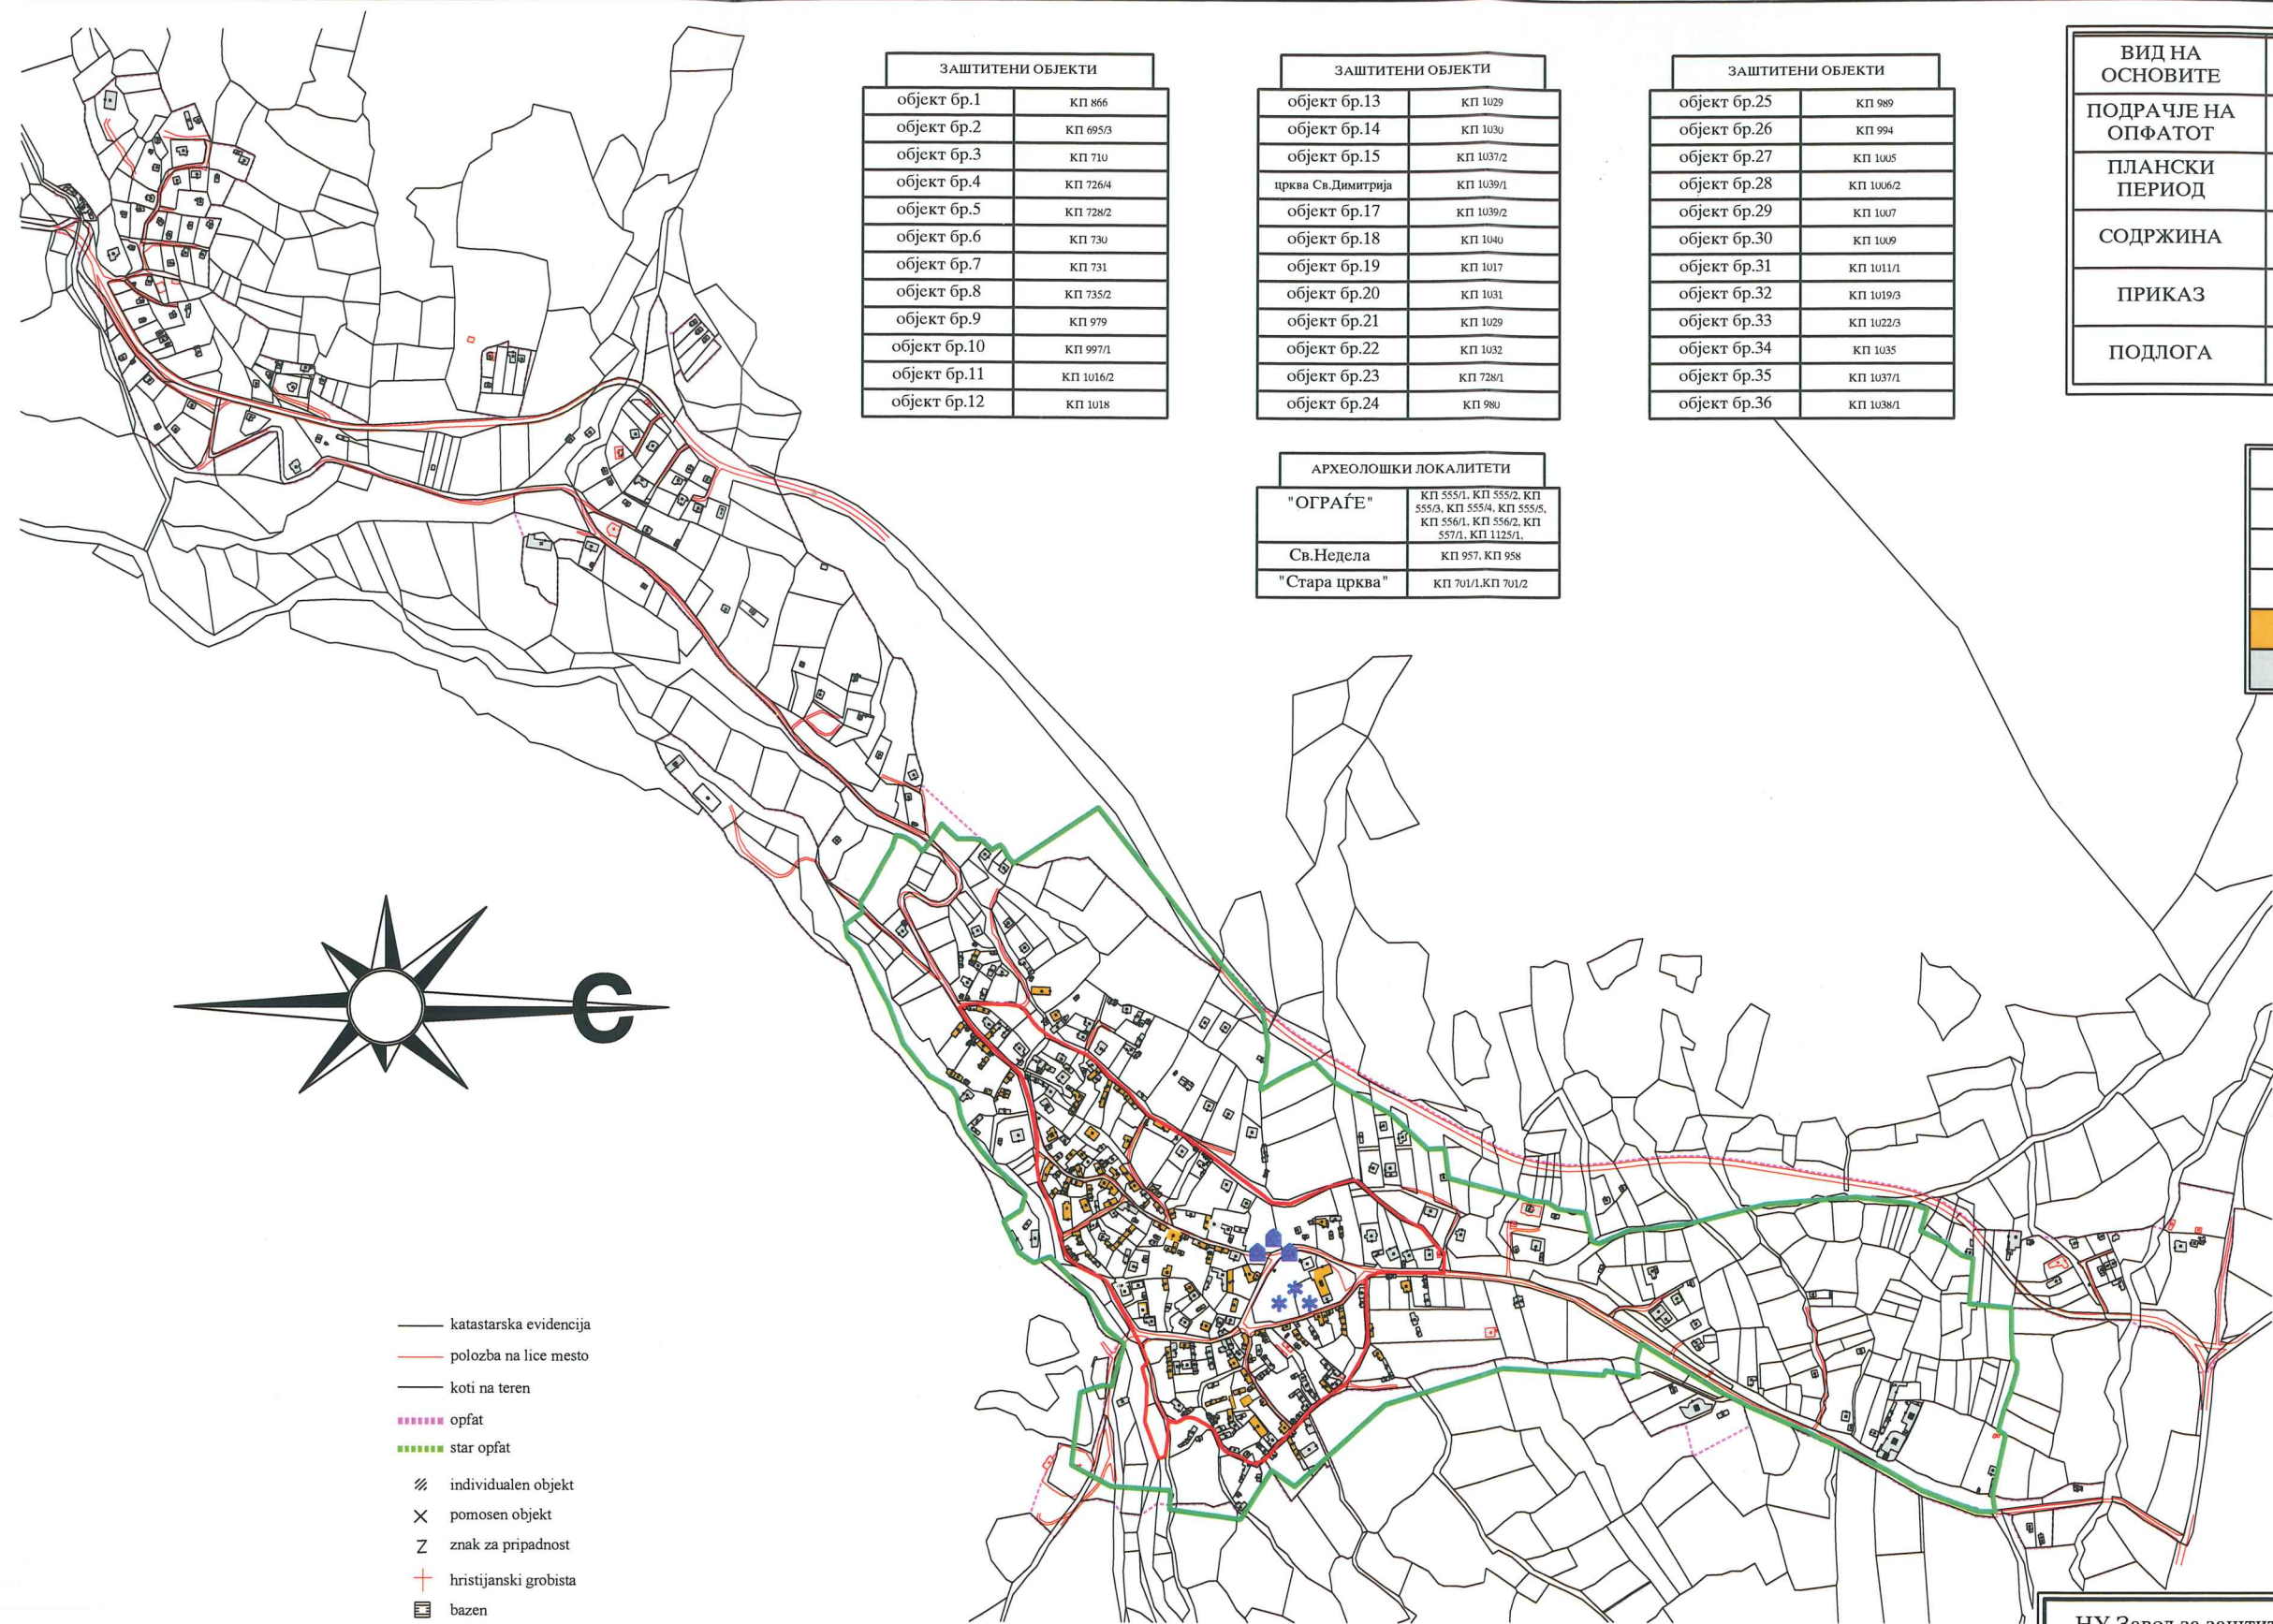 ЗАШТИТЕНИ ОБЈЕКТИ
објект бр.1 КП 866
објект бр.2 КП 695/3
објект бр.3 КП 710
објект бр.4 КП 726/4
објект бр.5 КП 728/2
објект бр.6 КП 730
објект бр.7 КП 731
објект бр.8 КП 735/2
објект бр.9 КП 979
објект бр.10 КП 997/1
објект бр.11 КП 1016/2
објект бр.12 КП 1018
ЗАШТИТЕНИ ОБЈЕКТИ
објект бр.13 КП 1029
објект бр.14 КП 1030
објект бр.15 КП 1037/2
црква Св.Димитрија КП 1039/1
објект бр.17 КП 1039/2
објект бр.18 КП 1040
објект бр.19 КП 1017
објект бр.20 КП 1031
објект бр.21 КП 1029
објект бр.22 КП 1032
објект бр.23 КП 728/1
објект бр.24 КП 980
ЗАШТИТЕНИ ОБЈЕКТИ
објект бр.25 КП 989
објект бр.26 КП 994
објект бр.27 КП 1005
објект бр.28 КП 1006/2
објект бр.29 КП 1007
објект бр.30 КП 1009
објект бр.31 КП 1011/1
објект бр.32 КП 1019/3
објект бр.33 КП 1022/3
објект бр.34 КП 1035
објект бр.35 КП 1037/1
објект бр.36 КП 1038/1
ВИД НА
ОСНОВИТЕ
ПОДРАЧЈЕ НА
ОПФАТОТ
ПЛАНСКИ
ПЕРИОД
СОДРЖИНА
ПРИКАЗ
ПОДЛОГА
АРХЕОЛОШКИ ЛОКАЛИТЕТИ
"ОГРАЃЕ" КП 555/1, КП 555/2, КП
555/3, КП 555/4, КП 555/5,
КП 556/1, КП 556/2, КП
557/1, КП 1125/1,
Св.Недела КП 957, КП 958
"Стара црква" КП 701/1,КП 701/2
С
katastarska evidencija
polozba na lice mesto
koti na teren
opfat
star opfat
individualen objekt
pomosen objekt
Z znak za pripadnost
hristijanski grobista
bazen
НУ Завод за заштит